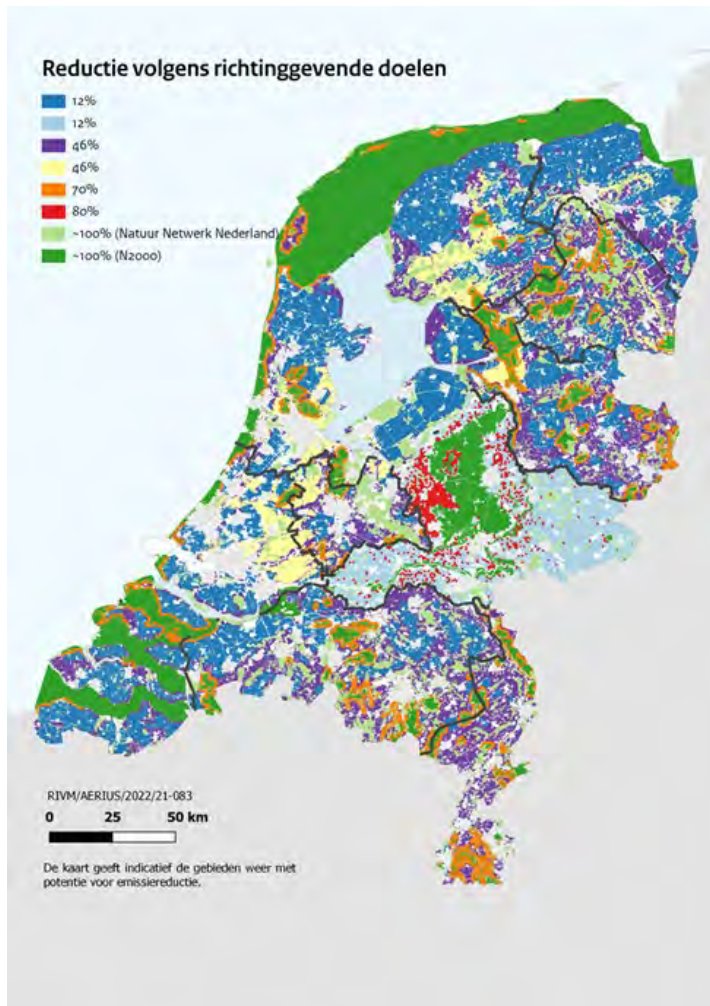 Reductie volgens richtinggevende doelen
12%
12%
46%
46%
70%
80%
~100% (Natuur Netwerk Nederland)
~100% (N2000)
RIVM/AERIUS/2022/21-083
0 25 50 km
De kaart geeft indicatief de gebieden weer met
potentie voor emissiereductie.